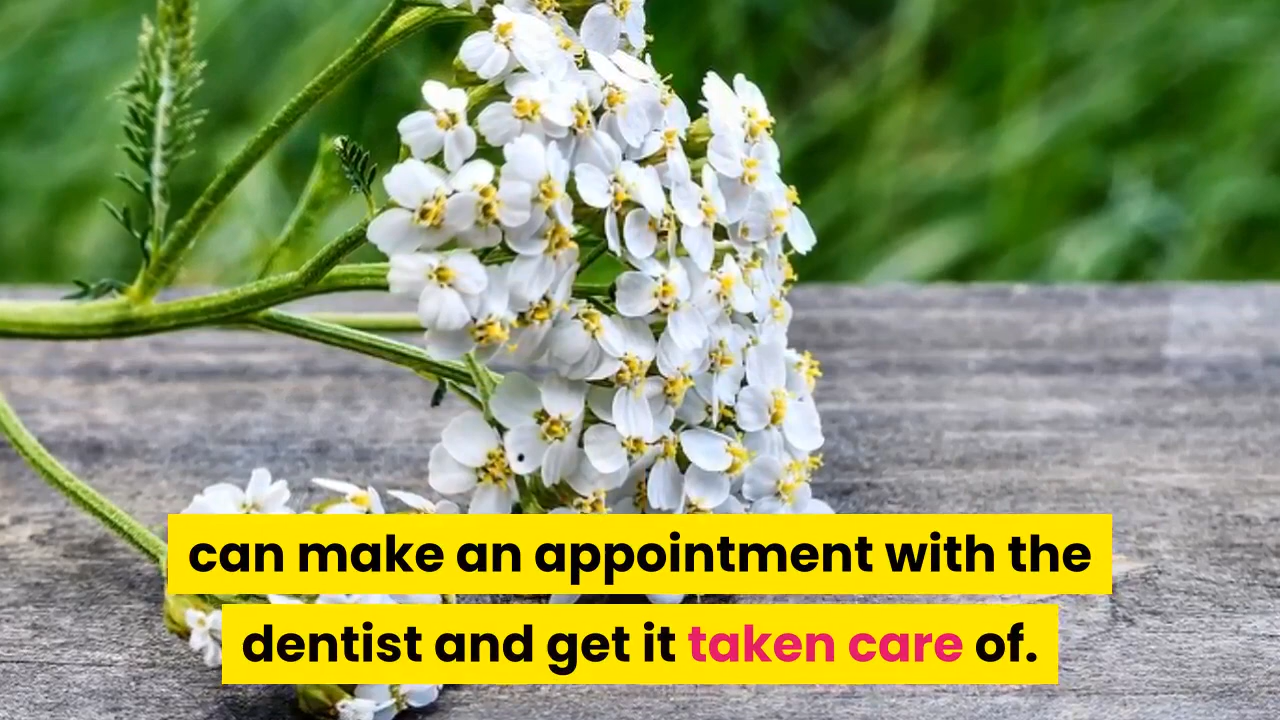 can make an appointment with the
dentist and get it taken care of.